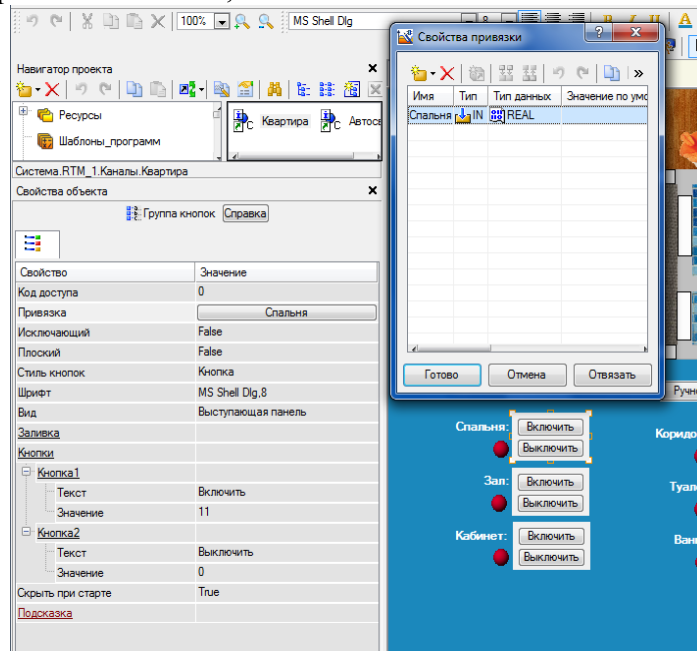 100%
MS Shell Dlg
8
Навигатор проекта
Ресурсы
Шаблоны_программ
Квартира
Автосв
Система.RTM_1.Каналы.Квартира
Свойства объекта
Группа кнопок Справка
Свойство Значение
Код доступа 0
Привязка Спальня
Исключающий False
Плоский False
Стиль кнопок Кнопка
Шрифт MS Shell Dlg,8
Вид Выступающая панель
Заливка
Кнопки
Кнопка1
Текст Включить
Значение 11
Кнопка2
Текст Выключить
Значение 0
Скрыть при старте True
Подсказка
Свойства привязки
Имя Тип Тип данных Значение по умо
Спальня IN REAL
Готово Отмена Отвязать
Ручн
Спальня: Включить
Выключить
Коридо
Зал: Включить
Выключить
Туал
Кабинет: Включить
Выключить
Ван